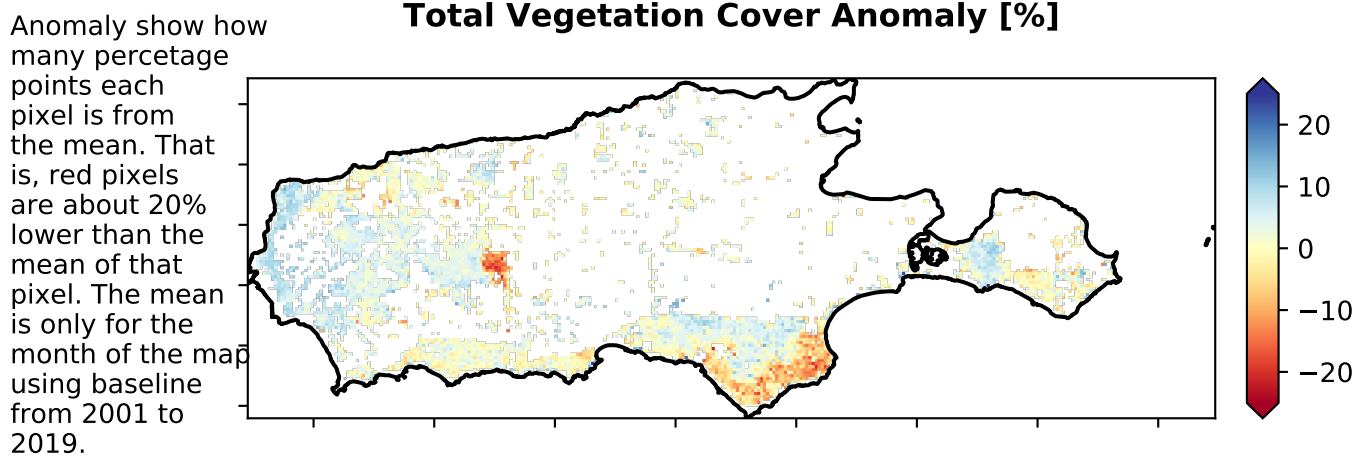 Total Vegetation Cover Anomaly [%]
Anomaly show how
many percetage
points each
pixel is from
the mean. That
is, red pixels
are about 20%
lower than the
mean of that
pixel. The mean
is only for the
month of the map
using baseline
from 2001 to
2019.
20
10
0
−10
−20